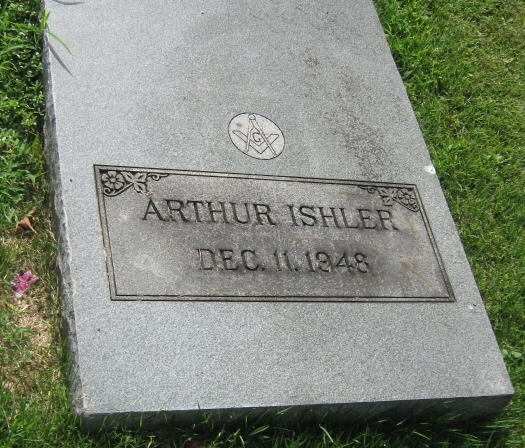 G
ARTHUR ISHLER
DEC. 11. 1948